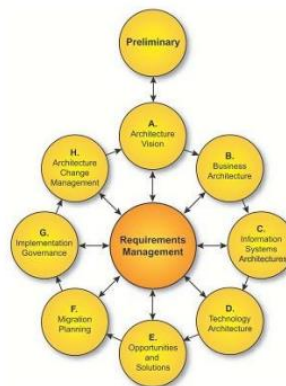 Preliminary
A.
Architecture
Vision
B.
Business
Architecture
C.
Information
Systems
Architectures
D.
Technology
Architecture
E.
Opportunities
and
Solutions
F.
Migration
Planning
G.
Implementation
Governance
H.
Architecture
Change
Management
Requirements
Management